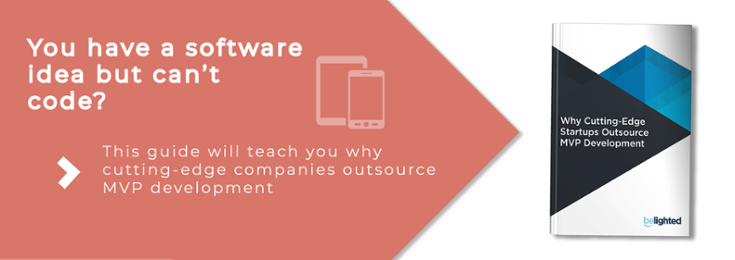 You have a software
idea but can't
code?
This guide will teach you why
cutting-edge companies outsource
MVP development
Why Cutting-Edge
Startups Outsource
MVP Development
belighted